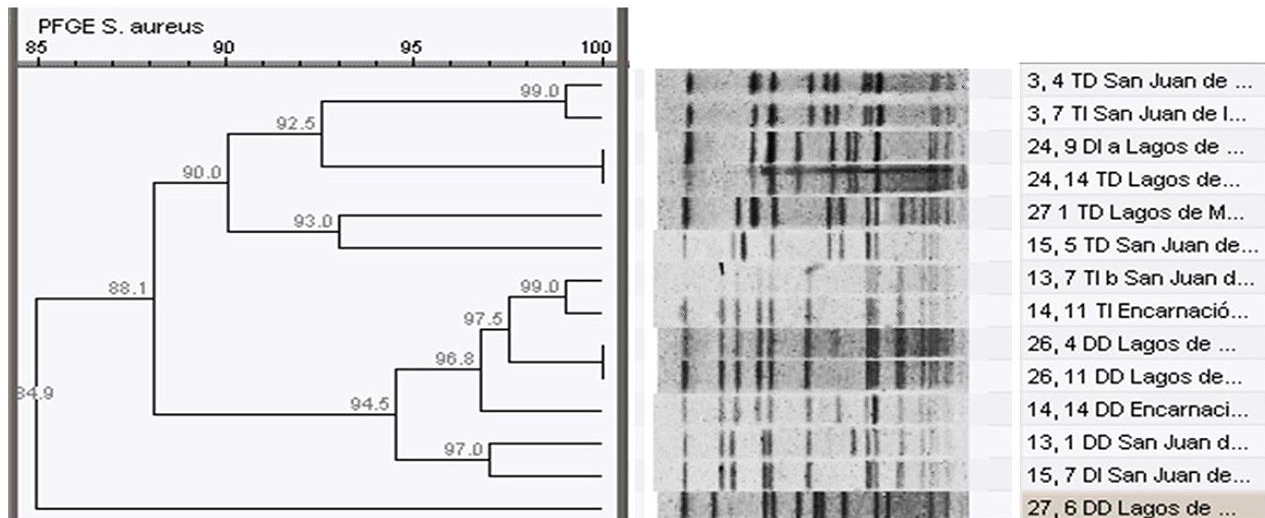 PFGE S. aureus
85 90 95 100
99.0
92.5
90.0
93.0
88.1
99.0
97.5
96.8
84.9
94.5
97.0
3, 4 TD San Juan de ...
3, 7 TI San Juan de l...
24, 9 DI a Lagos de ...
24, 14 TD Lagos de...
27 1 TD Lagos de M...
15, 5 TD San Juan de...
13, 7 TI b San Juan d...
14, 11 TI Encarnació...
26, 4 DD Lagos de ...
26, 11 DD Lagos de...
14, 14 DD Encarnaci...
13, 1 DD San Juan d...
15, 7 DI San Juan de...
27, 6 DD Lagos de ...